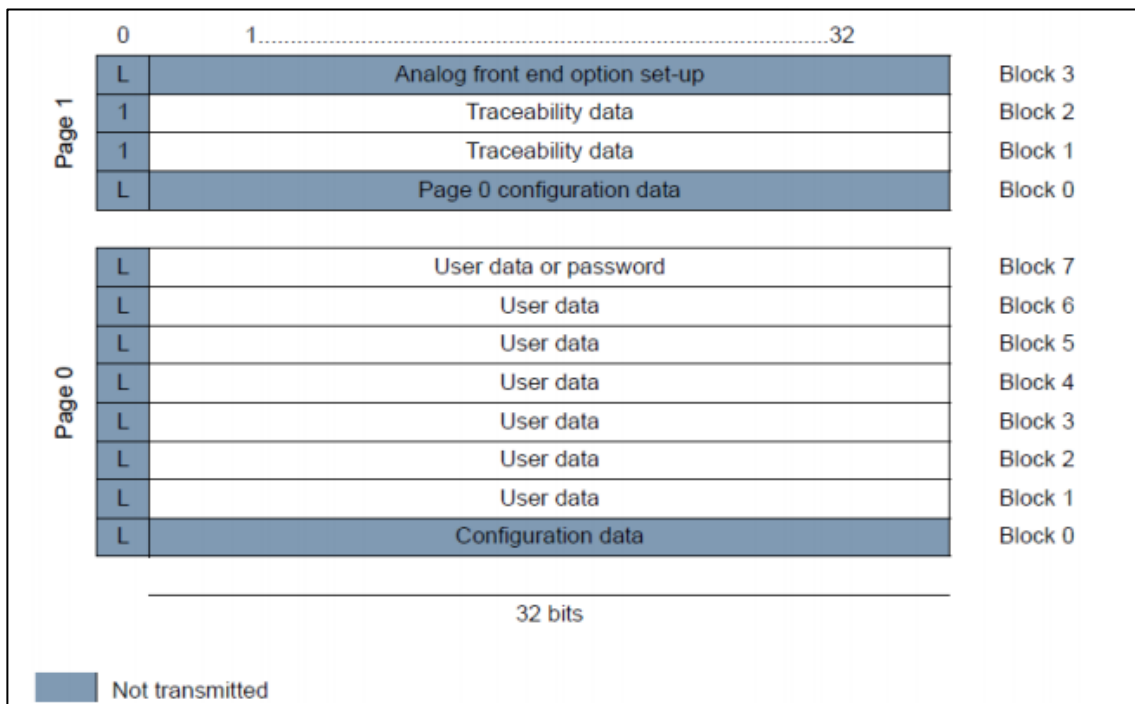 0 1...........................................................................................32
Page 1
L Analog front end option set-up Block 3
1 Traceability data Block 2
1 Traceability data Block 1
L Page 0 configuration data Block 0
Page 0
L User data or password Block 7
L User data Block 6
L User data Block 5
L User data Block 4
L User data Block 3
L User data Block 2
L User data Block 1
L Configuration data Block 0
32 bits
Not transmitted